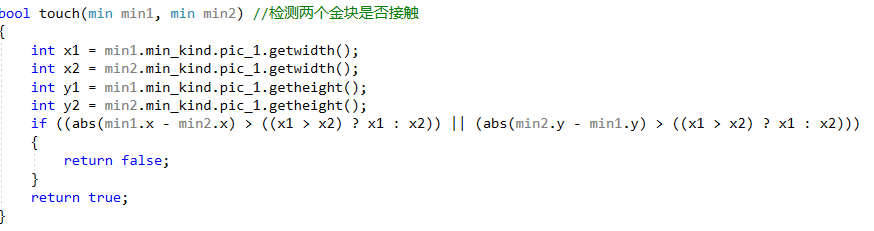 bool touch(min min1, min min2) //检测两个金块是否接触
{
int x1 = min1.min_kind.pic_1.getwidth();
int x2 = min2.min_kind.pic_1.getwidth();
int y1 = min1.min_kind.pic_1.getheight();
int y2 = min2.min_kind.pic_1.getheight();
if ((abs(min1.x - min2.x) > ((x1 > x2) ? x1 : x2)) || (abs(min2.y - min1.y) > ((x1 > x2) ? x1 : x2)))
{
return false;
}
return true;
}